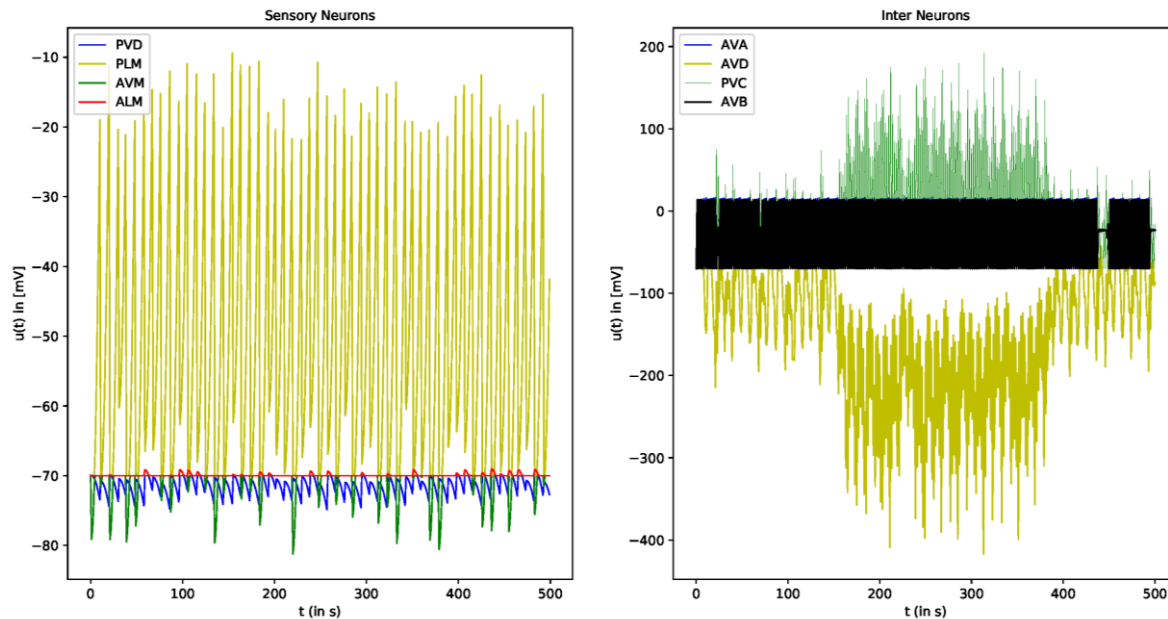 Sensory Neurons
PVD
PLM
AVM
ALM
−10
−20
−30
−40
−50
−60
−70
−80
u(t) in [mV]
0 100 200 300 400 500
t (in s)
Inter Neurons
AVA
AVD
PVC
AVB
200
100
0
−100
−200
−300
−400
u(t) in [mV]
0 100 200 300 400 500
t (in s)